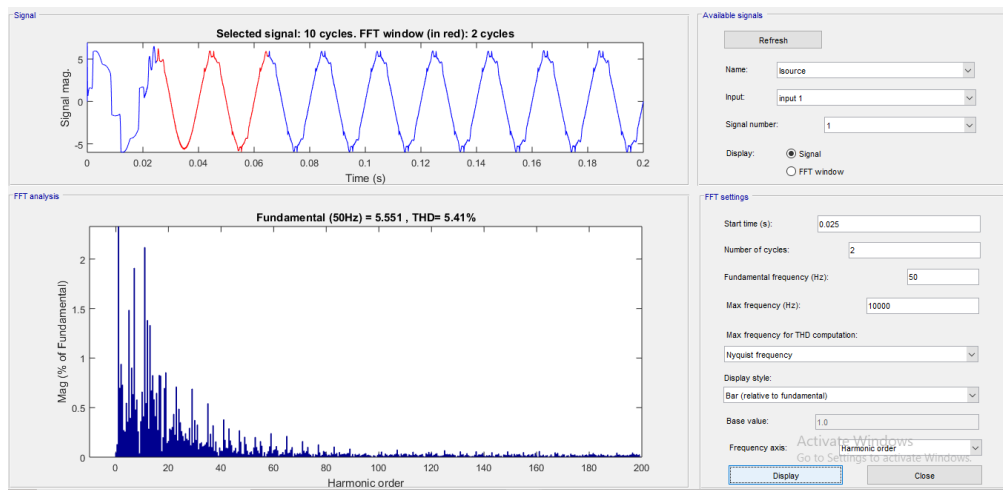 Signal
Selected signal: 10 cycles. FFT window (in red): 2 cycles
Signal mag.
5
0
-5
0 0.02 0.04 0.06 0.08 0.1 0.12 0.14 0.16 0.18 0.2
Time (s)
FFT analysis
Fundamental (50Hz) = 5.551 , THD= 5.41%
Mag (% of Fundamental)
2
1.5
1
0.5
0
0 20 40 60 80 100 120 140 160 180 200
Harmonic order
Available signals
Refresh
Name: Isource
Input: input 1
Signal number: 1
Display: Signal
FFT window
FFT settings
Start time (s): 0.025
Number of cycles: 2
Fundamental frequency (Hz): 50
Max frequency (Hz): 10000
Max frequency for THD computation:
Nyquist frequency
Display style:
Bar (relative to fundamental)
Base value: 1.0
Activate Windows
Frequency axis: Harmonic order
Go to Settings to activate Windows.
Display Close